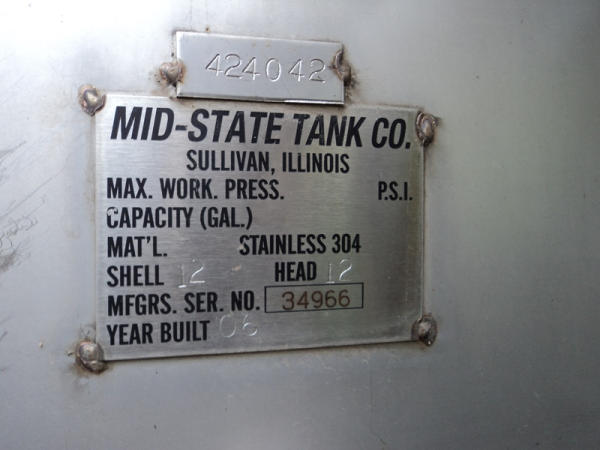 424042
MID-STATE TANK CO.
SULLIVAN, ILLINOIS
MAX. WORK. PRESS. P.S.I.
CAPACITY (GAL.)
MAT'L. STAINLESS 304
SHELL 12 HEAD 12
MFGRS. SER. NO. 34966
YEAR BUILT 06